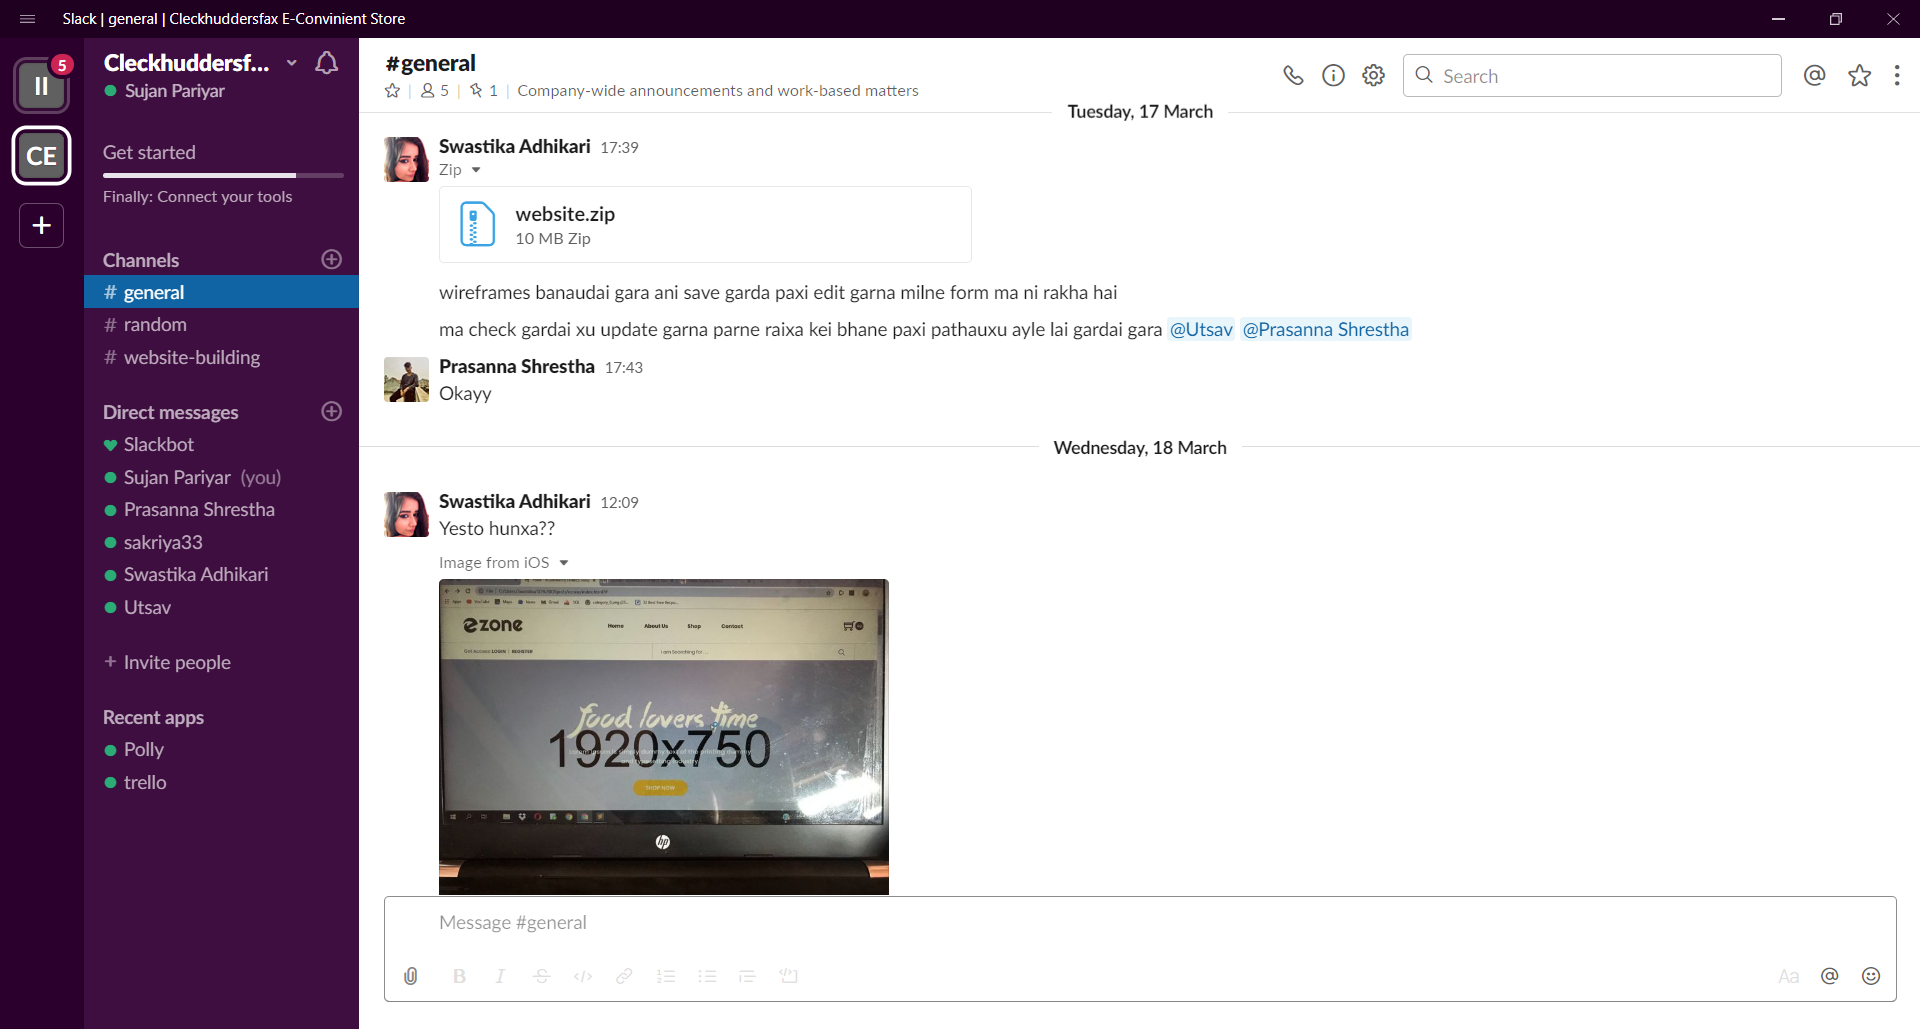 Slack | general | Cleckhuddersfax E-Convinient Store
II
5
CE
Cleckhuddersf...
Sujan Pariyar
Get started
Finally: Connect your tools
Channels
# general
# random
# website-building
Direct messages
Slackbot
Sujan Pariyar (you)
Prasanna Shrestha
sakriya33
Swastika Adhikari
Utsav
+ Invite people
Recent apps
Polly
trello
#general
5 | 1 | Company-wide announcements and work-based matters
Search
Tuesday, 17 March
Swastika Adhikari 17:39
Zip
website.zip
10 MB Zip
wireframes banaudai gara ani save garda paxi edit garna milne form ma ni rakha hai
ma check gardai xu update garna parne raixa kei bhane paxi pathauxu ayle lai gardai gara @Utsav @Prasanna Shrestha
Prasanna Shrestha 17:43
Okayy
Wednesday, 18 March
Swastika Adhikari 12:09
Yesto hunxa??
Image from iOS
ezone
Home About Us Shop Contact
LOGIN | REGISTER
I am Searching for...
food lovers time
1920x750
SHOP NOW
hp
Message #general
B I S
Aa @